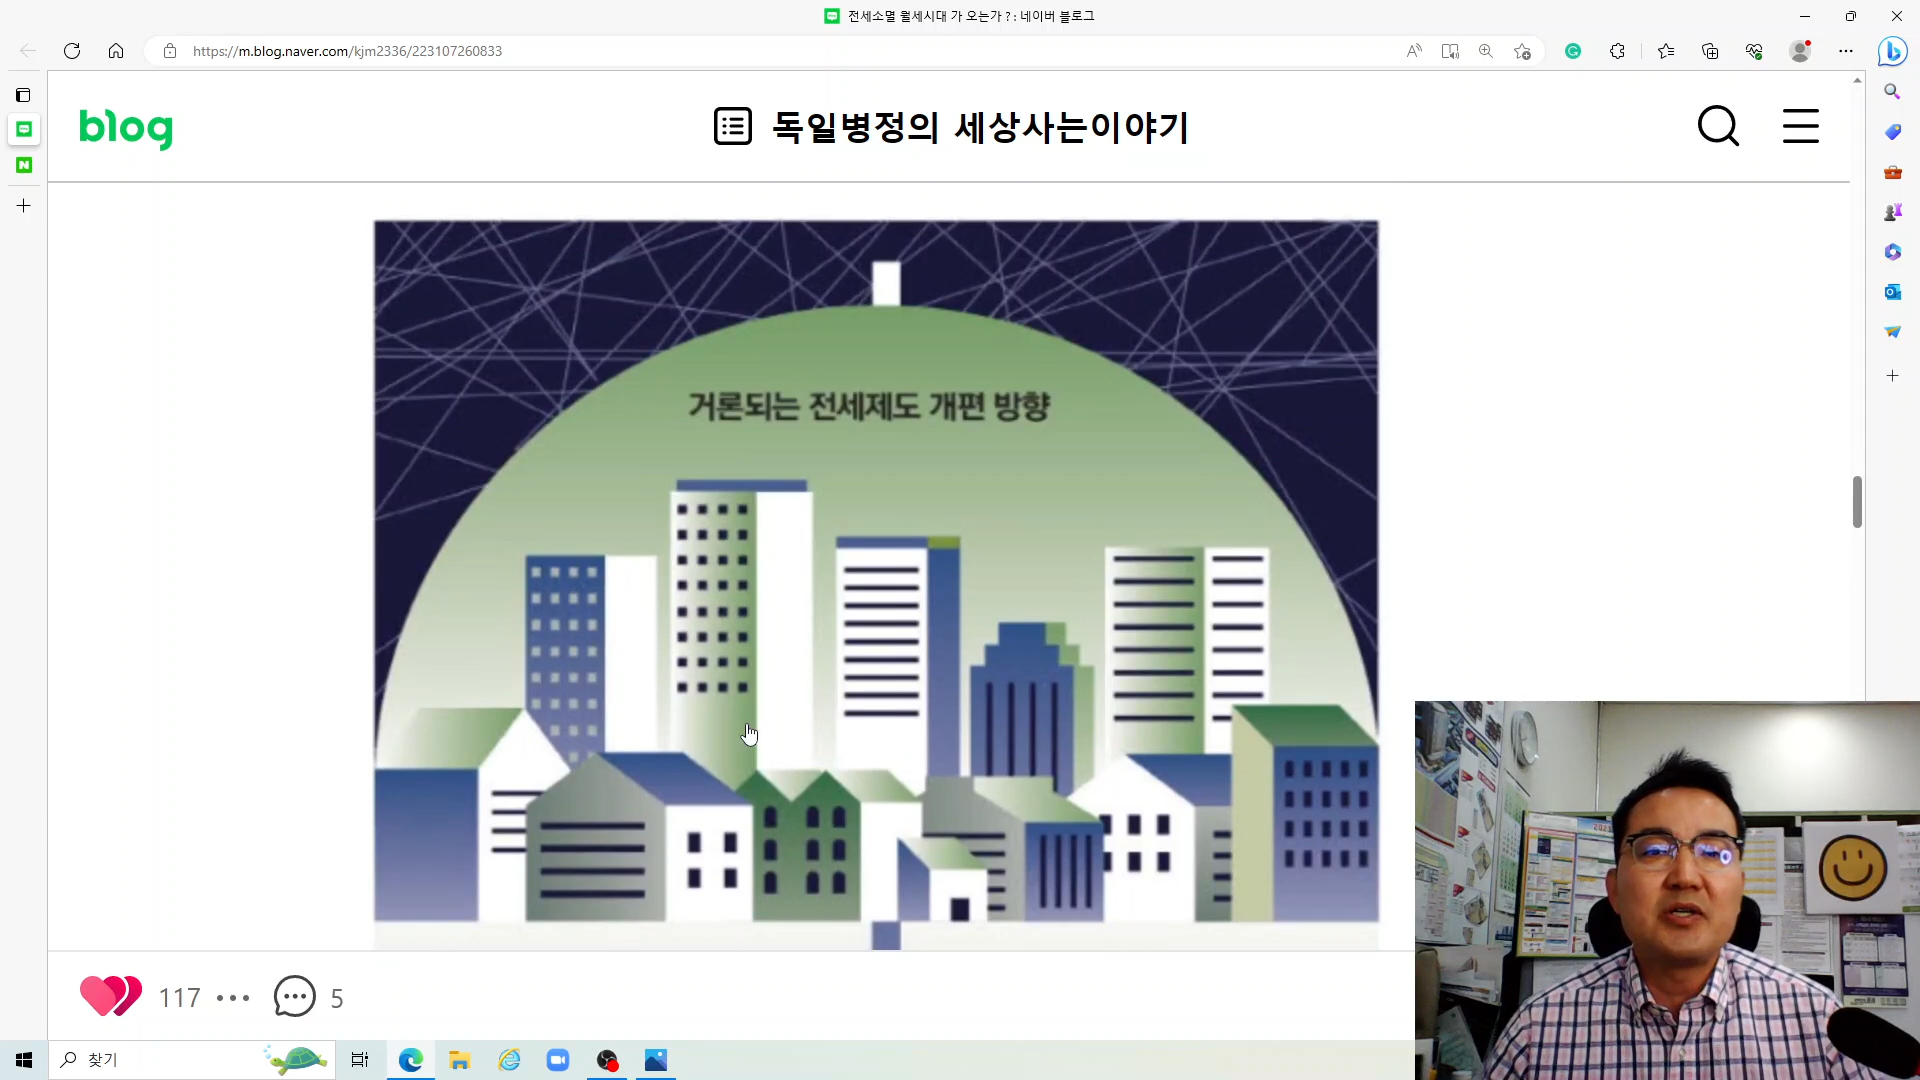 전세소멸 월세시대 가 오는가 ? : 네이버 블로그
https://m.blog.naver.com/kjm2336/223107260833
blog
독일병정의 세상사는이야기
거론되는 전세제도 개편 방향
117
5
찾기